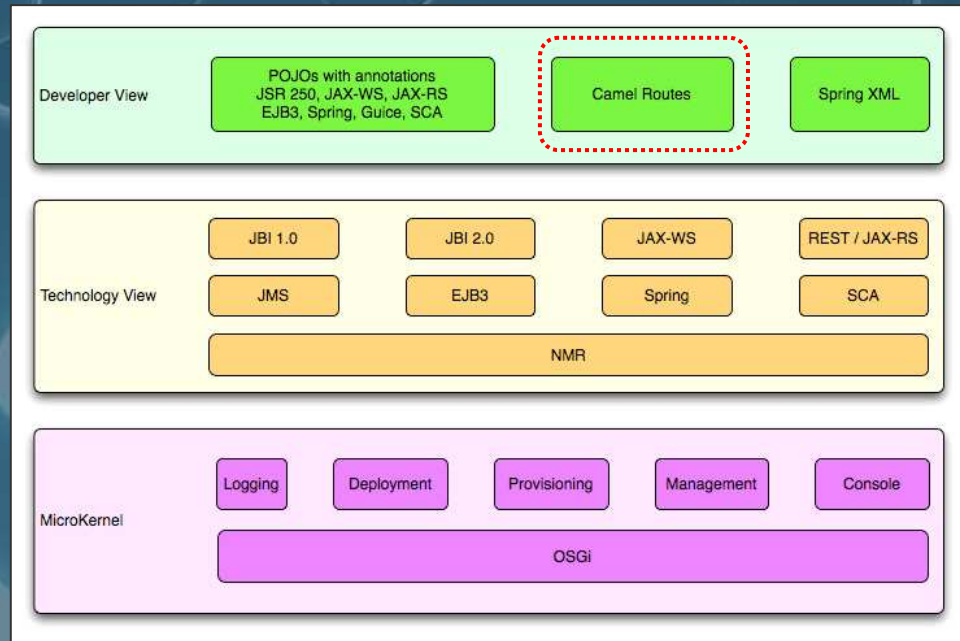 Developer View
POJOs with annotations
JSR 250, JAX-WS, JAX-RS
EJB3, Spring, Guice, SCA
Camel Routes
Spring XML
Technology View
JBI 1.0
JBI 2.0
JAX-WS
REST / JAX-RS
JMS
EJB3
Spring
SCA
NMR
MicroKernel
Logging
Deployment
Provisioning
Management
Console
OSGi